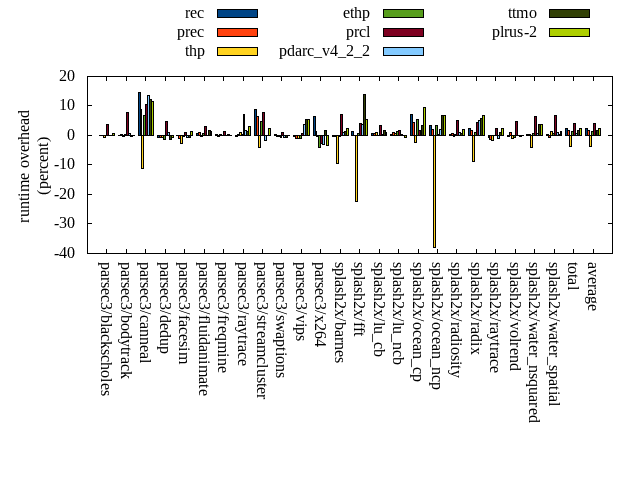 rec ethp ttmo
prec prcl plrus-2
thp pdarc_v4_2_2
20
10
0
-10
-20
-30
-40
runtime overhead
(percent)
parsec3/blackscholes
parsec3/bodytrack
parsec3/canneal
parsec3/dedup
parsec3/facesim
parsec3/fluidanimate
parsec3/freqmine
parsec3/raytrace
parsec3/streamcluster
parsec3/swaptions
parsec3/vips
parsec3/x264
splash2x/barnes
splash2x/fft
splash2x/lu_cb
splash2x/lu_ncb
splash2x/ocean_cp
splash2x/ocean_ncp
splash2x/radiosity
splash2x/radix
splash2x/raytrace
splash2x/volrend
splash2x/water_nsquared
splash2x/water_spatial
total
average